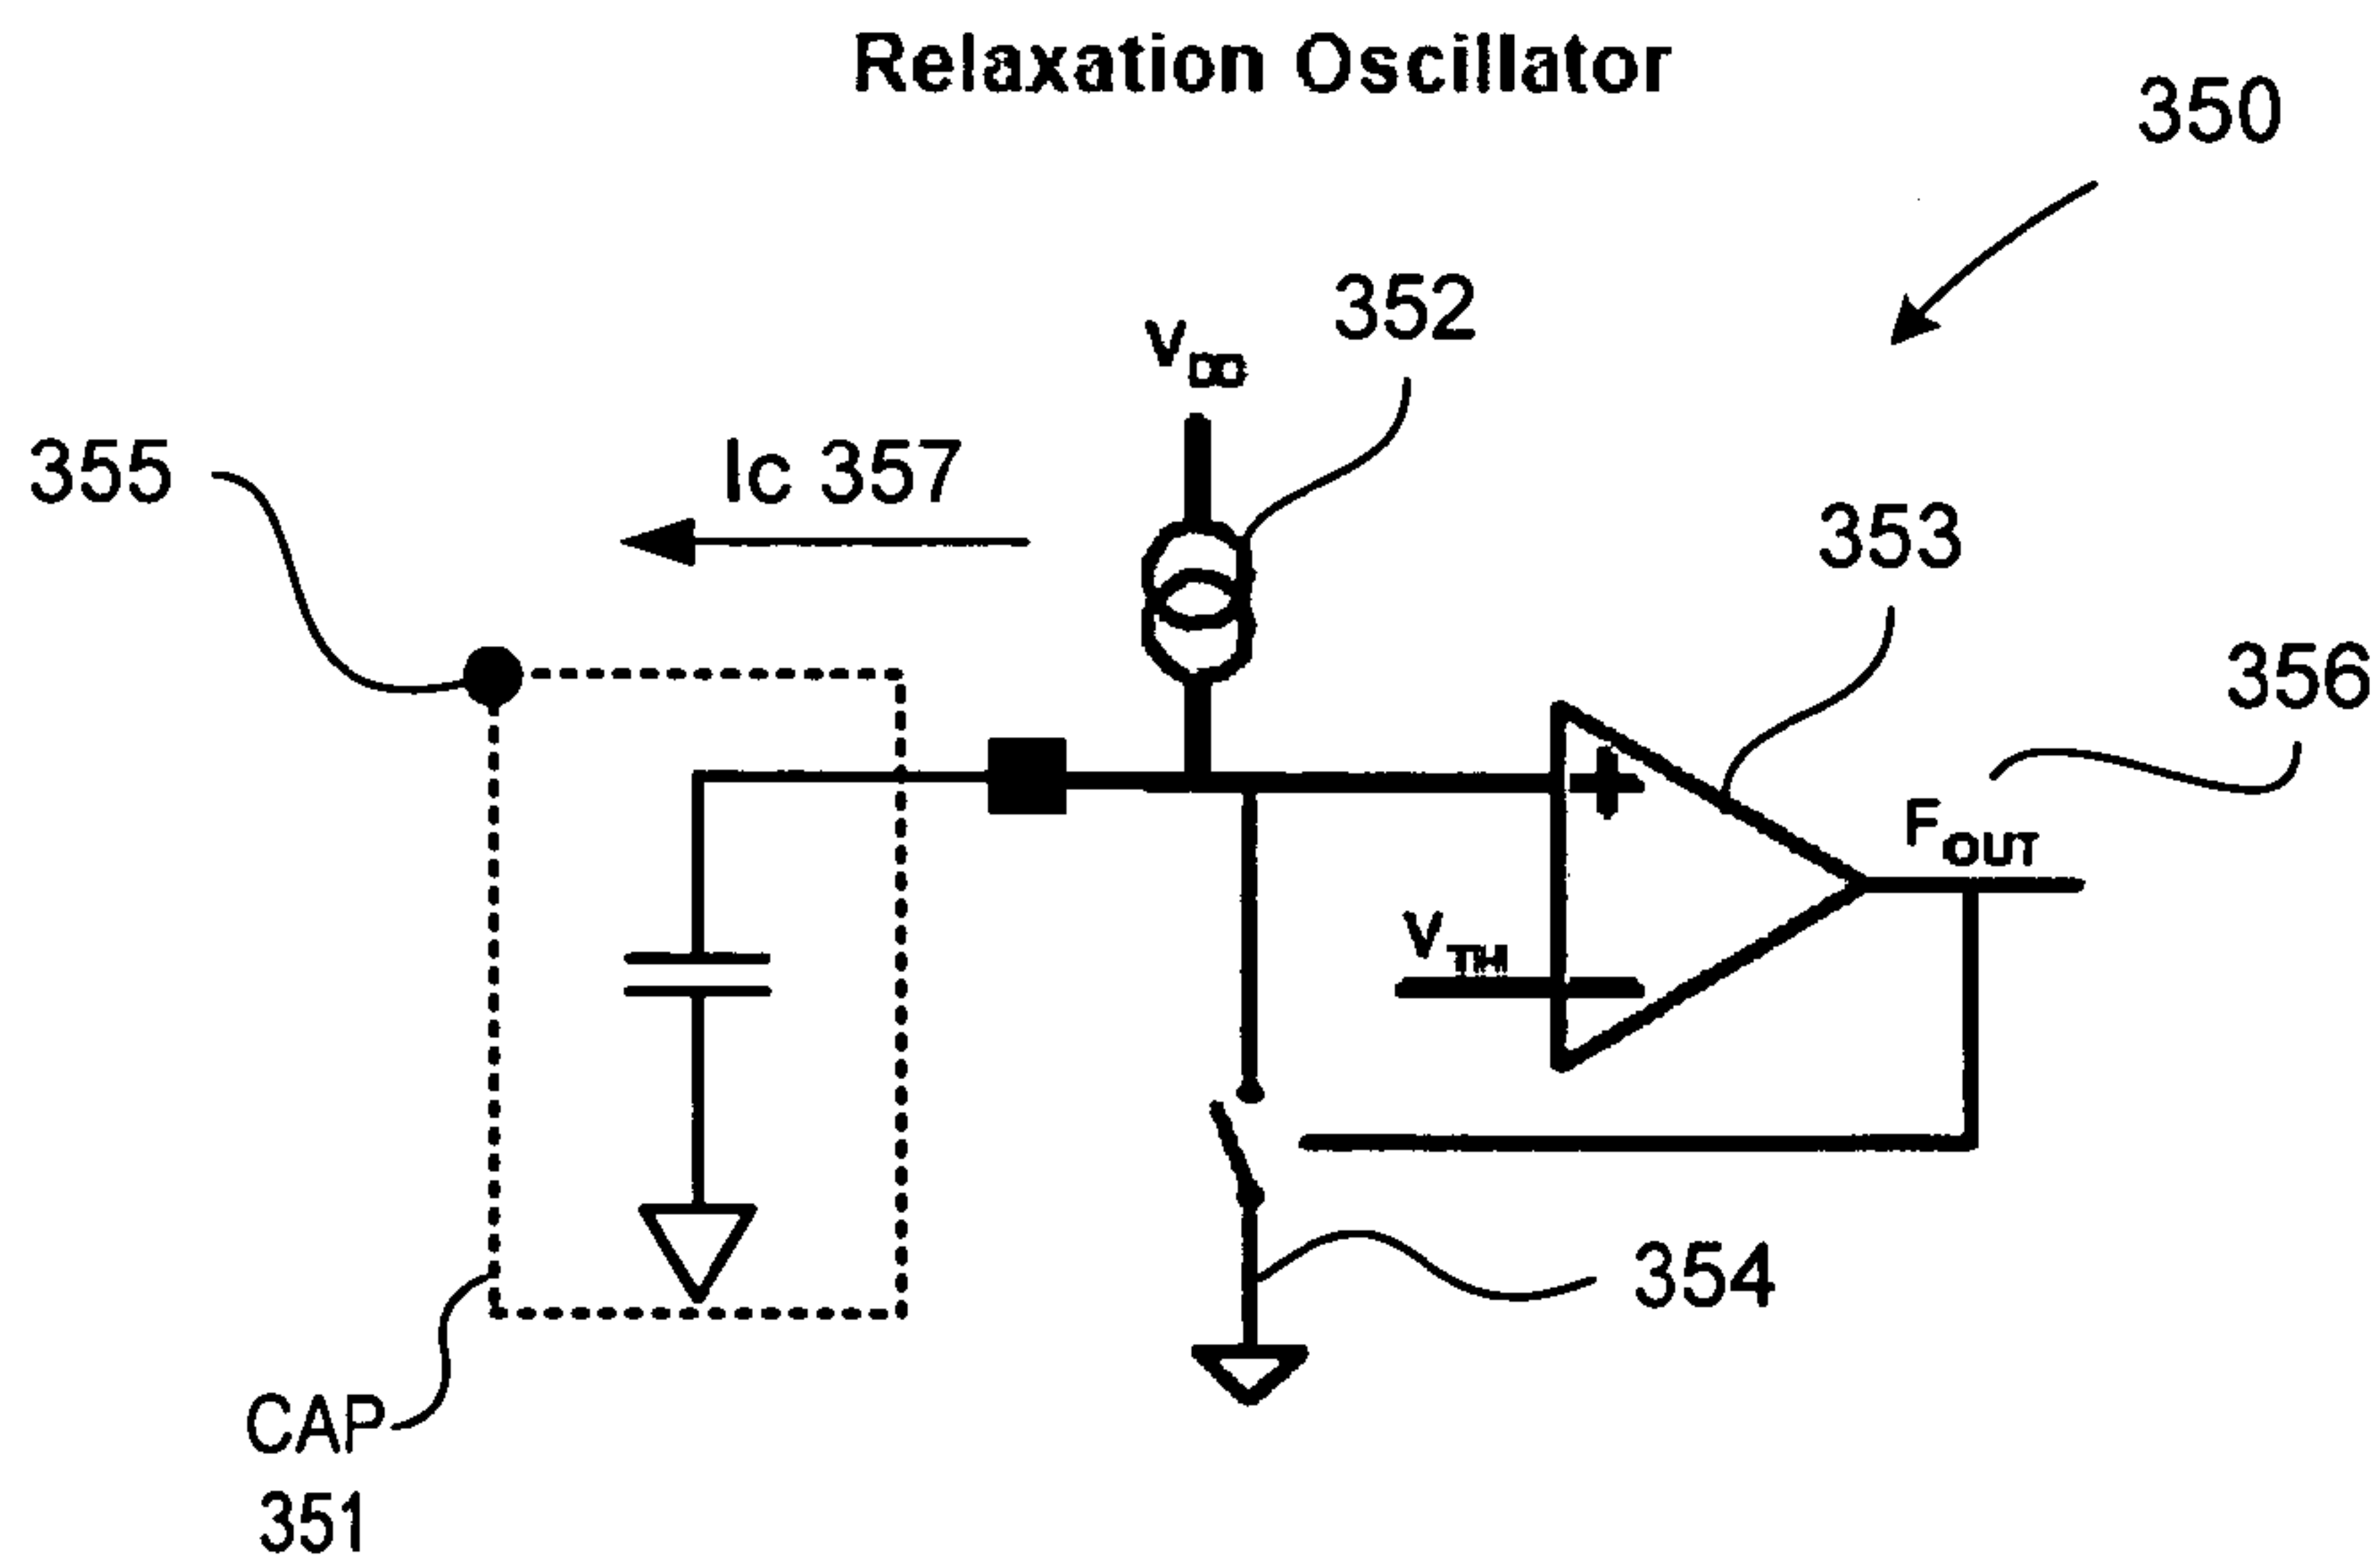 Relaxation Oscillator
350
352
VDD
355
Ic 357
353
356
+
FOUT
VTH
354
CAP
351